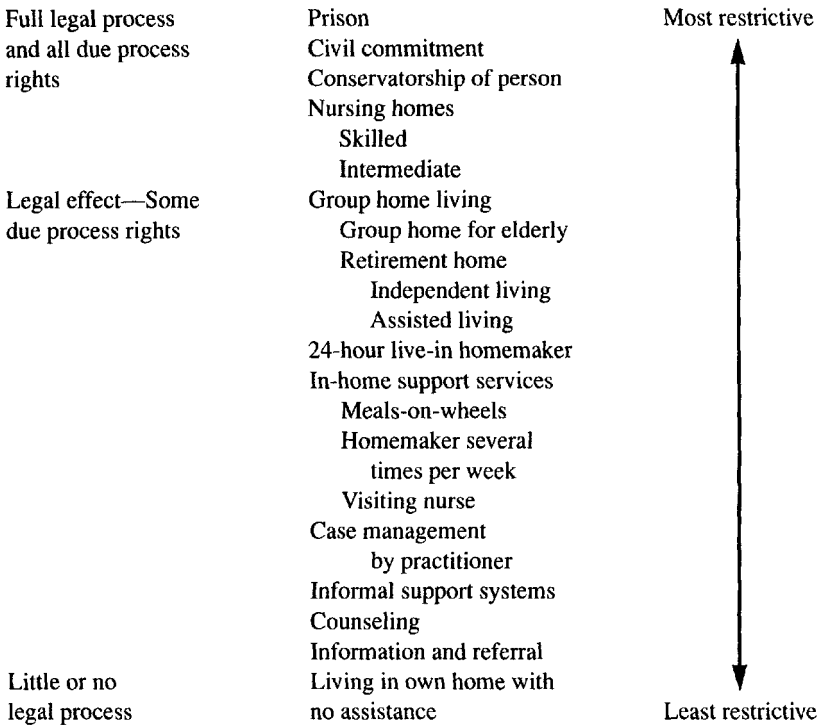 Full legal process Prison Most restrictive
and all due process Civil commitment
rights Conservatorship of person
Nursing homes
Skilled
Intermediate
Legal effect—Some Group home living
due process rights Group home for elderly
Retirement home
Independent living
Assisted living
24-hour live-in homemaker
In-home support services
Meals-on-wheels
Homemaker several
times per week
Visiting nurse
Case management
by practitioner
Informal support systems
Counseling
Information and referral
Little or no Living in own home with
legal process no assistance Least restrictive